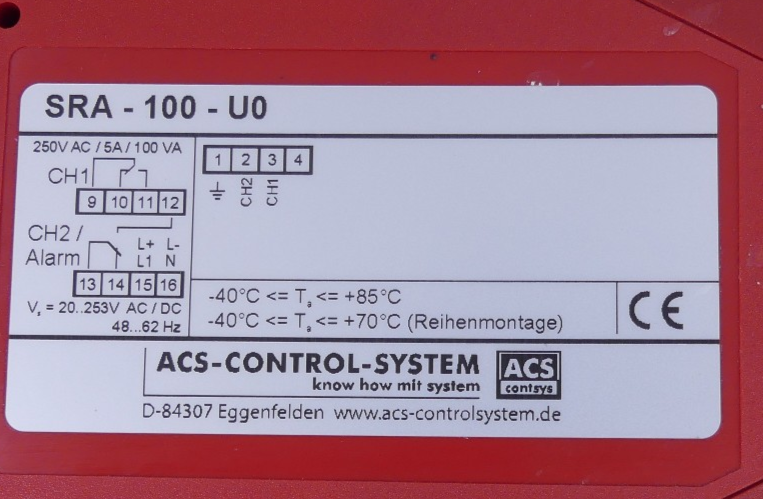 SRA - 100 - U0
250V AC / 5A / 100 VA
CH1
9 10 11 12
CH2 /
Alarm
L+ L-
L1 N
13 14 15 16
Vs = 20..253V AC / DC
48...62 Hz
1 2 3 4
CH2 CH1
-40°C <= Ta <= +85°C
-40°C <= Ta <= +70°C (Reihenmontage)
CE
ACS-CONTROL-SYSTEM
know how mit system
ACS
contsys
D-84307 Eggenfelden www.acs-controlsystem.de